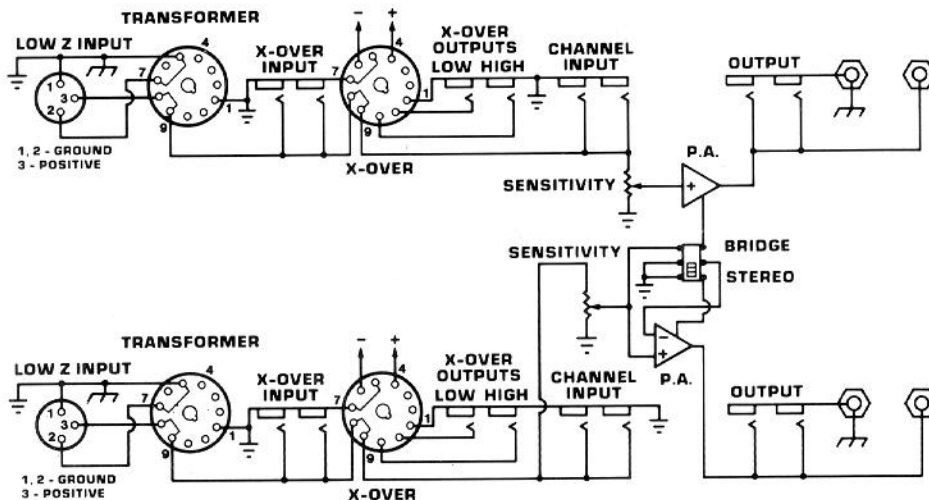 TRANSFORMER
4
LOW Z INPUT
7
1
3
2
1
9
1, 2 - GROUND
3 - POSITIVE
X-OVER
INPUT
- +
4
7
1
9
X-OVER
X-OVER
OUTPUTS
LOW HIGH
CHANNEL
INPUT
OUTPUT
P.A.
SENSITIVITY
+
BRIDGE
STEREO
SENSITIVITY
-
+
P.A.
TRANSFORMER
4
LOW Z INPUT
7
1
3
2
1
9
1, 2 - GROUND
3 - POSITIVE
X-OVER
INPUT
- +
4
7
1
9
X-OVER
X-OVER
OUTPUTS
LOW HIGH
CHANNEL
INPUT
OUTPUT